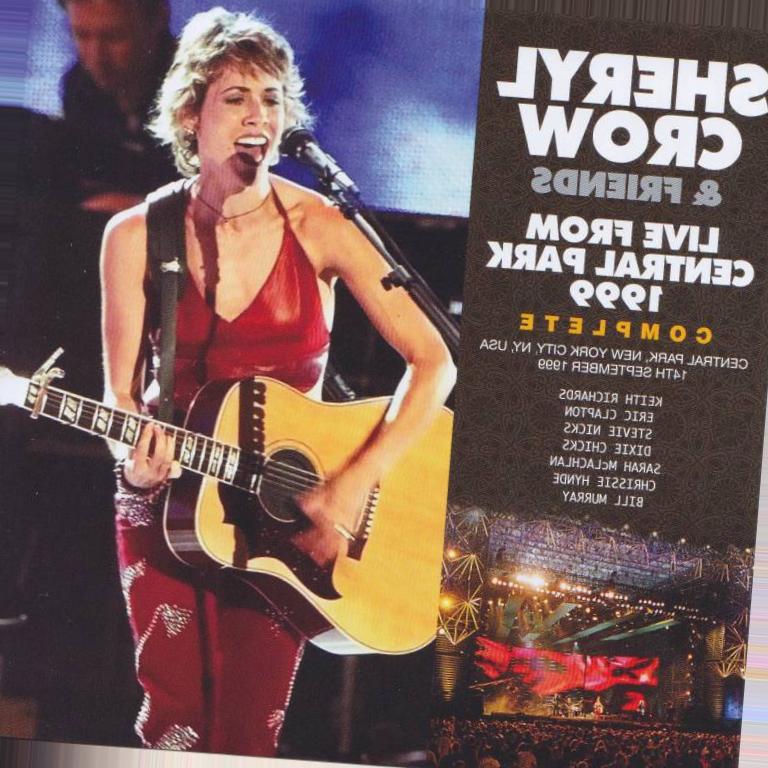 SHERYL
CROW
& FRIENDS
LIVE FROM
CENTRAL PARK
1999
COMPLETE
CENTRAL PARK, NEW YORK CITY, NY, USA
14TH SEPTEMBER 1999
KEITH RICHARDS
ERIC CLAPTON
STEVIE NICKS
DIXIE CHICKS
SARAH McLACHLAN
CHRISSIE HYNDE
BILL MURRAY